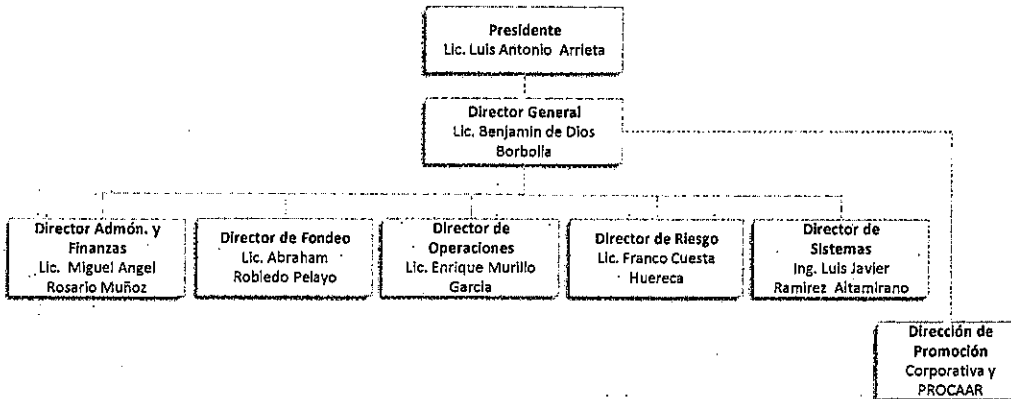 Presidente
Lic. Luis Antonio Arrieta
Director General
Lic. Benjamin de Dios
Borbolla
Director Admón. y
Finanzas
Lic. Miguel Angel
Rosario Muñoz
Director de Fondeo
Lic. Abraham
Robledo Pelayo
Director de
Operaciones
Lic. Enrique Murillo
Garcia
Director de Riesgo
Lic. Franco Cuesta
Huereca
Director de
Sistemas
Ing. Luis Javier
Ramirez Altamirano
Dirección de
Promoción
Corporativa y
PROCAAR